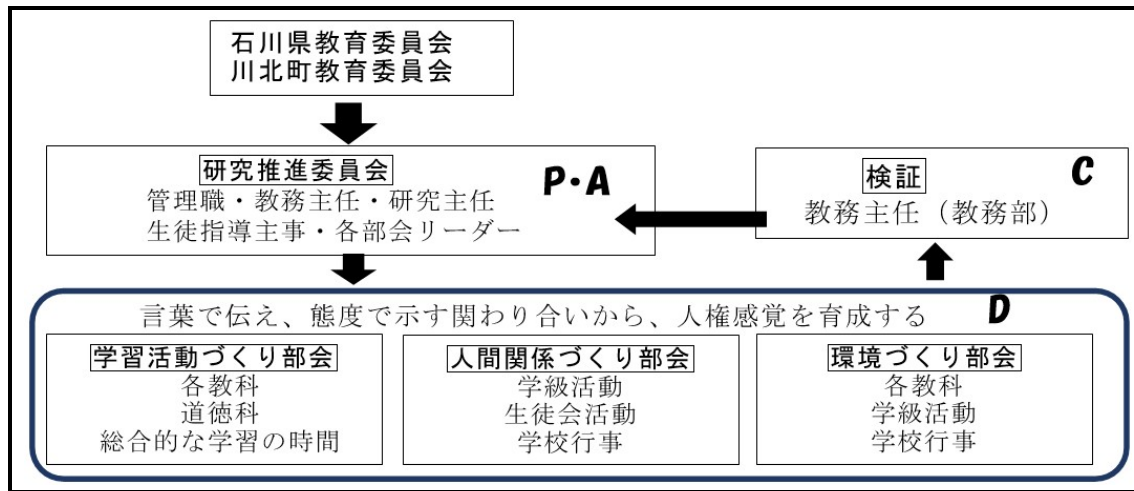 石川県教育委員会
川北町教育委員会
研究推進委員会
P・A
管理職・教務主任・研究主任
生徒指導主事・各部会リーダー
検証
C
教務主任（教務部）
言葉で伝え、態度で示す関わり合いから、人権感覚を育成する
D
学習活動づくり部会
各教科
道徳科
総合的な学習の時間
人間関係づくり部会
学級活動
生徒会活動
学校行事
環境づくり部会
各教科
学級活動
学校行事